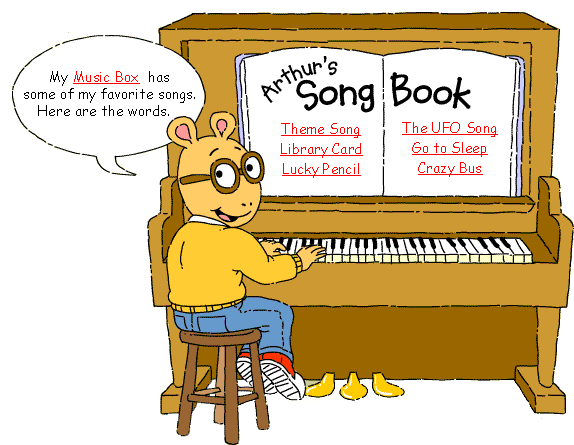 My Music Box has
some of my favorite songs.
Here are the words.
Arthur's
Song Book
Theme Song
Library Card
Lucky Pencil
The UFO Song
Go to Sleep
Crazy Bus